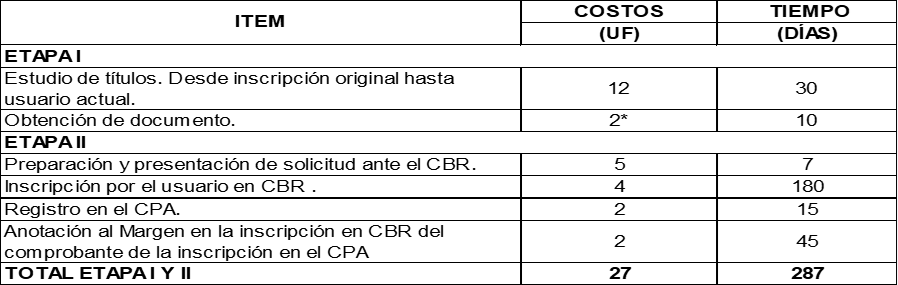 ITEM COSTOS TIEMPO
(UF) (DÍAS)
ETAPA I
Estudio de títulos. Desde inscripción original hasta
usuario actual. 12 30
Obtención de documento. 2* 10
ETAPA II
Preparación y presentación de solicitud ante el CBR. 5 7
Inscripción por el usuario en CBR . 4 180
Registro en el CPA. 2 15
Anotación al Margen en la inscripción en CBR del
comprobante de la inscripción en el CPA 2 45
TOTAL ETAPA I Y II 27 287